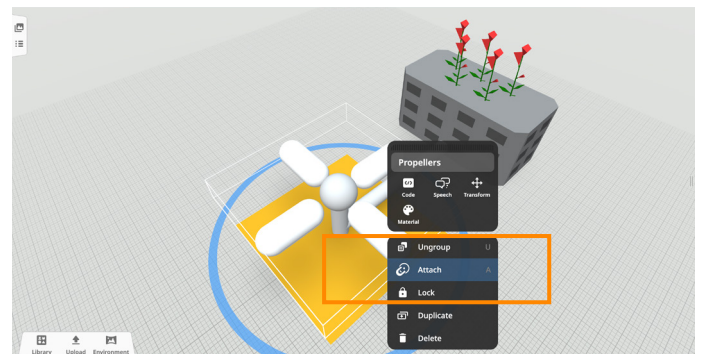 Propellers
Code Speech Transform
Material
Ungroup U
Attach A
Lock
Duplicate
Delete
Library Upload Environment